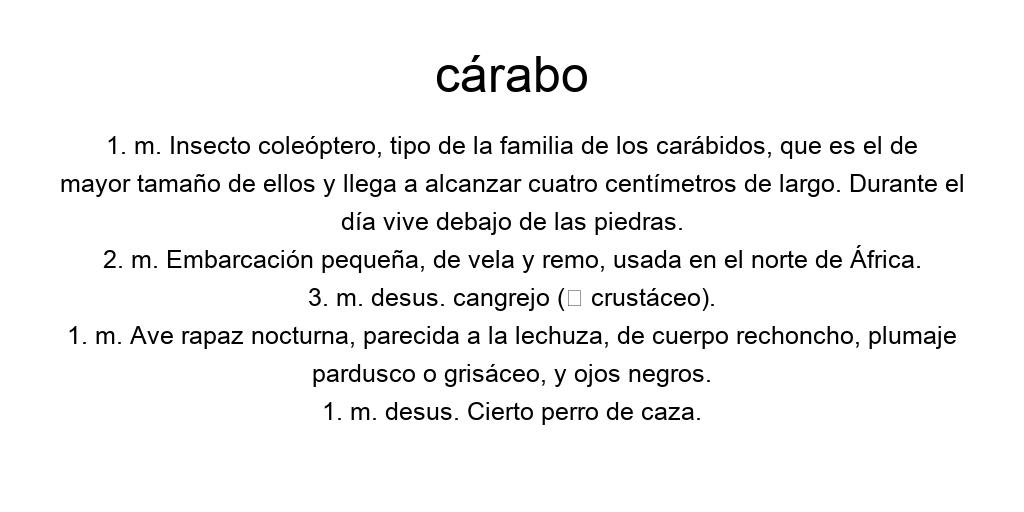 cárabo
1. m. Insecto coleóptero, tipo de la familia de los carábidos, que es el de
mayor tamaño de ellos y llega a alcanzar cuatro centímetros de largo. Durante el
día vive debajo de las piedras.
2. m. Embarcación pequeña, de vela y remo, usada en el norte de África.
3. m. desus. cangrejo (□ crustáceo).
1. m. Ave rapaz nocturna, parecida a la lechuza, de cuerpo rechoncho, plumaje
pardusco o grisáceo, y ojos negros.
1. m. desus. Cierto perro de caza.